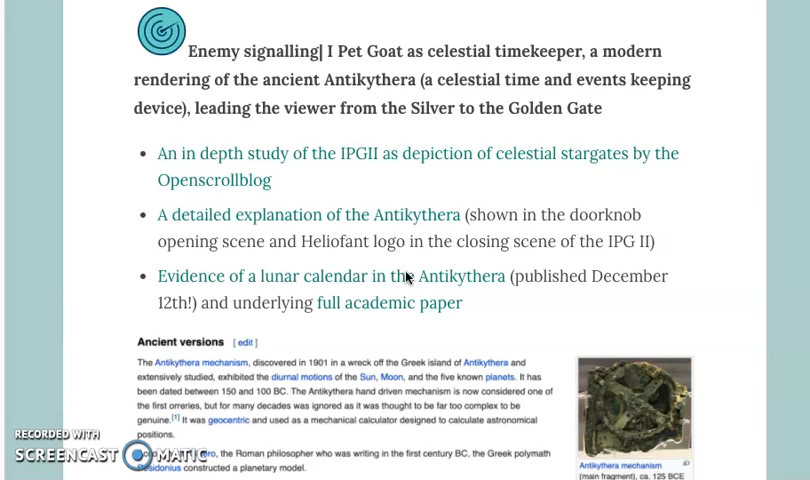 Enemy signalling| I Pet Goat as celestial timekeeper, a modern
rendering of the ancient Antikythera (a celestial time and events keeping
device), leading the viewer from the Silver to the Golden Gate
• An in depth study of the IPGII as depiction of celestial stargates by the
Openscrollblog
• A detailed explanation of the Antikythera (shown in the doorknob
opening scene and Heliofant logo in the closing scene of the IPG II)
• Evidence of a lunar calendar in the Antikythera (published December
12th!) and underlying full academic paper
Ancient versions [ edit ]
The Antikythera mechanism, discovered in 1901 in a wreck off the Greek island of Antikythera and
extensively studied, exhibited the diurnal motions of the Sun, Moon, and the five known planets. It has
been dated between 150 and 100 BC. The Antikythera hand driven mechanism is now considered one of
the first orreries, but for many decades was ignored as it was thought to be far too complex to be
genuine.[1] It was geocentric and used as a mechanical calculator designed to calculate astronomical
positions.
the Roman philosopher who was writing in the first century BC, the Greek polymath
Posidonius constructed a planetary model.
Antikythera mechanism
(main fragment), ca. 125 BCE
RECORDED WITH
SCREENCAST MATIC